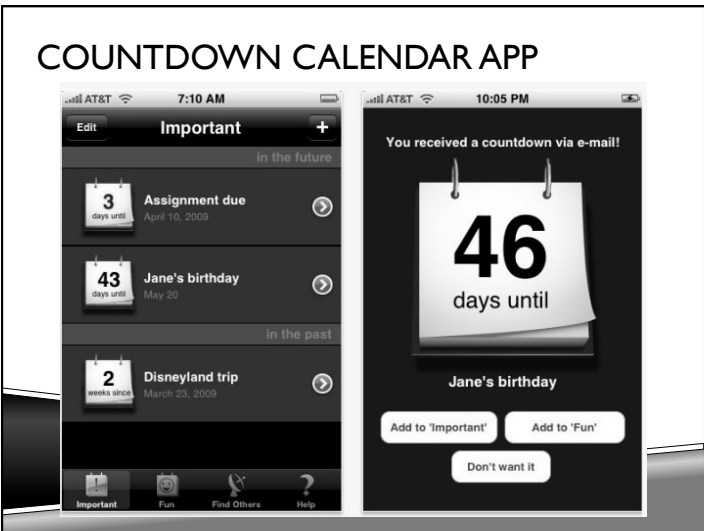 COUNTDOWN CALENDAR APP
AT&T 7:10 AM
Edit Important +
in the future
3
days until
Assignment due
April 10, 2009
43
days until
Jane's birthday
May 20
in the past
2
weeks since
Disneyland trip
March 23, 2009
Important Fun Find Others Help
AT&T 10:05 PM
You received a countdown via e-mail!
46
days until
Jane's birthday
Add to 'Important' Add to 'Fun'
Don't want it